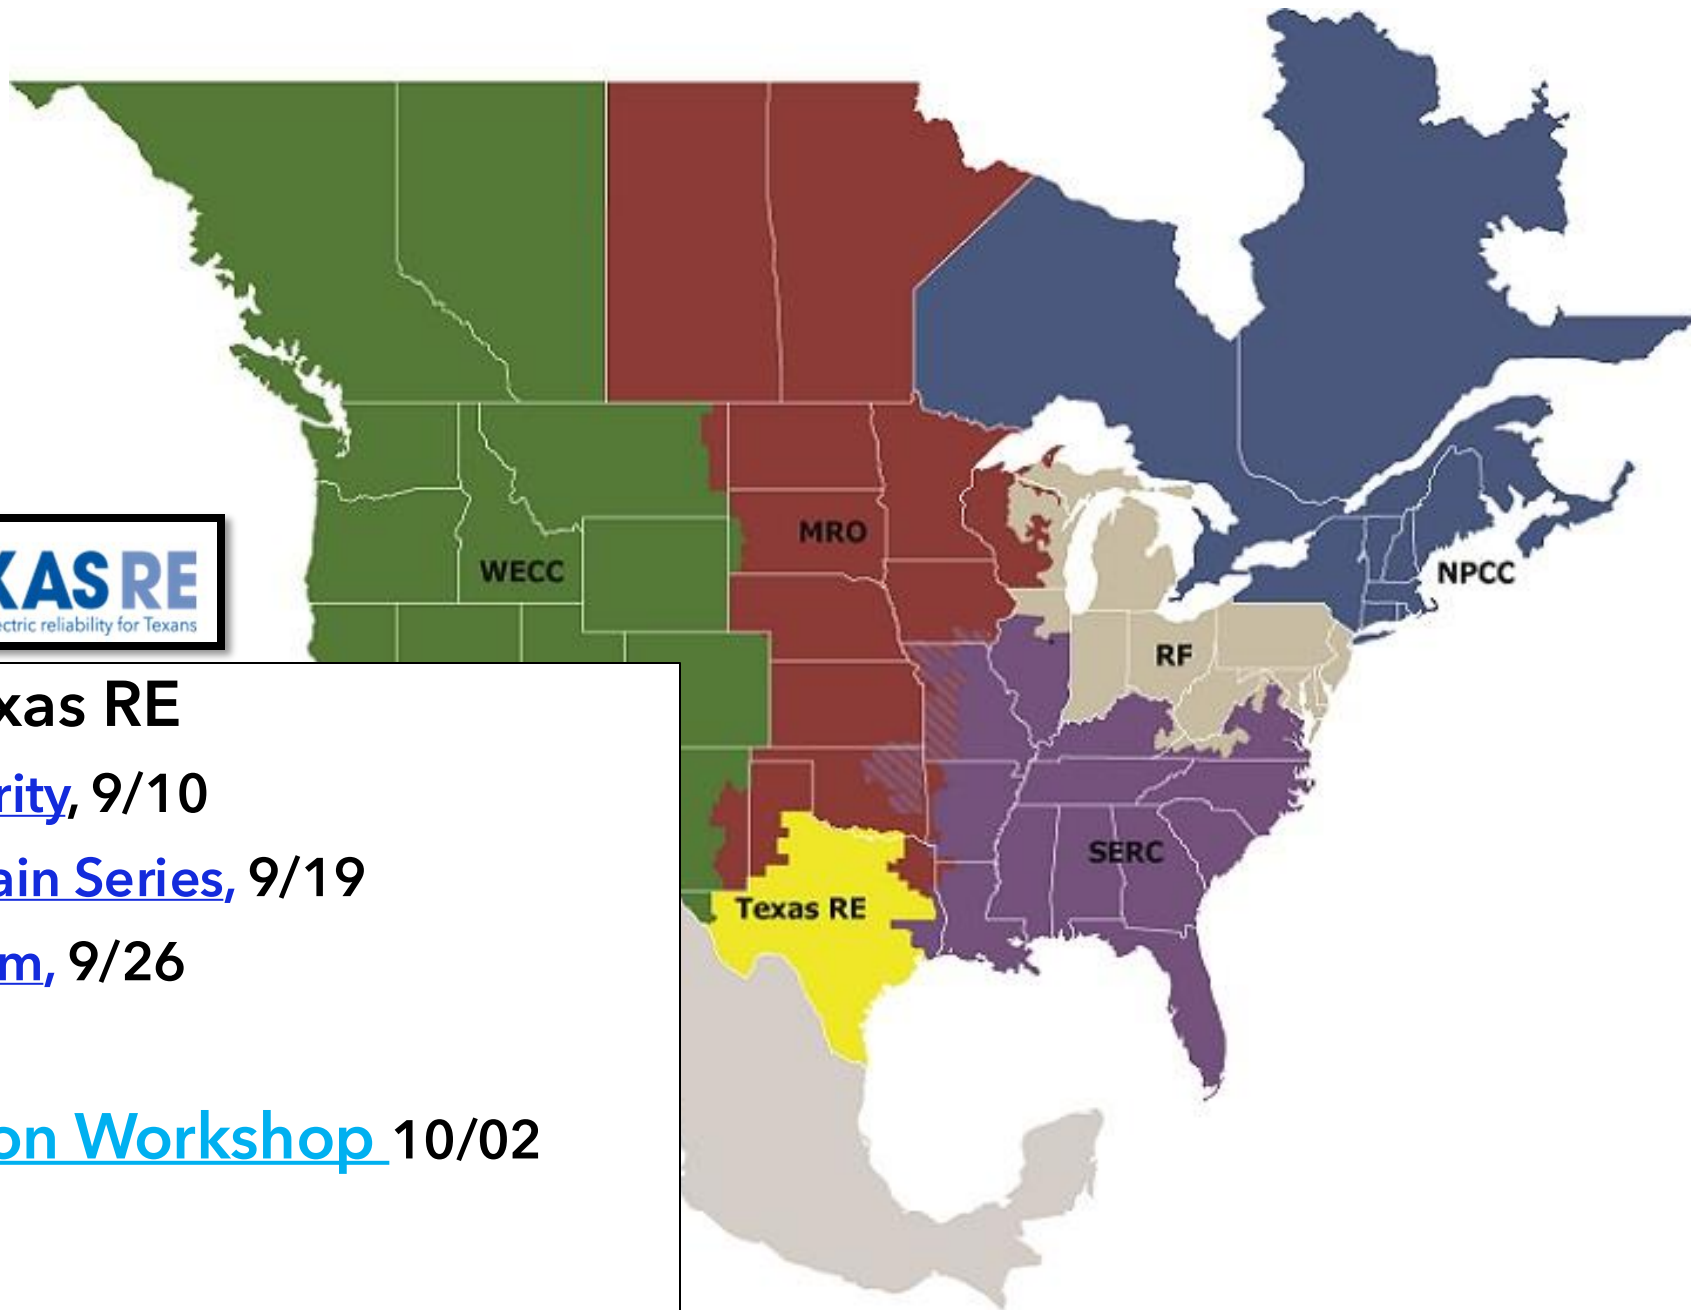 MRO
WECC
NPCC
XAS RE
ectric reliability for Texans
RF
xas RE
rity, 9/10
SERC
ain Series, 9/19
Texas RE
m, 9/26
on Workshop 10/02